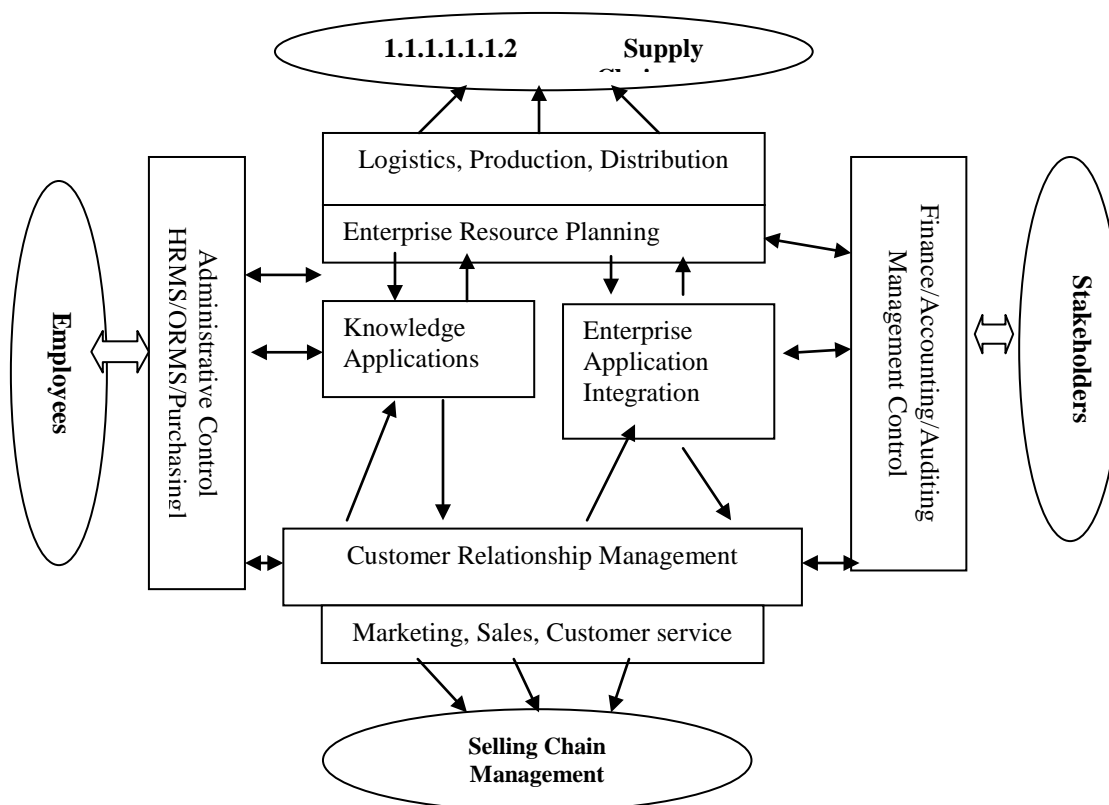 1.1.1.1.1.1.2 Supply
Logistics, Production, Distribution
Enterprise Resource Planning
Employees
Administrative Control
HRMS/ORMS/Purchasing
Knowledge
Applications
Enterprise
Application
Integration
Finance/Accounting/Auditing
Management Control
Stakeholders
Customer Relationship Management
Marketing, Sales, Customer service
Selling Chain
Management